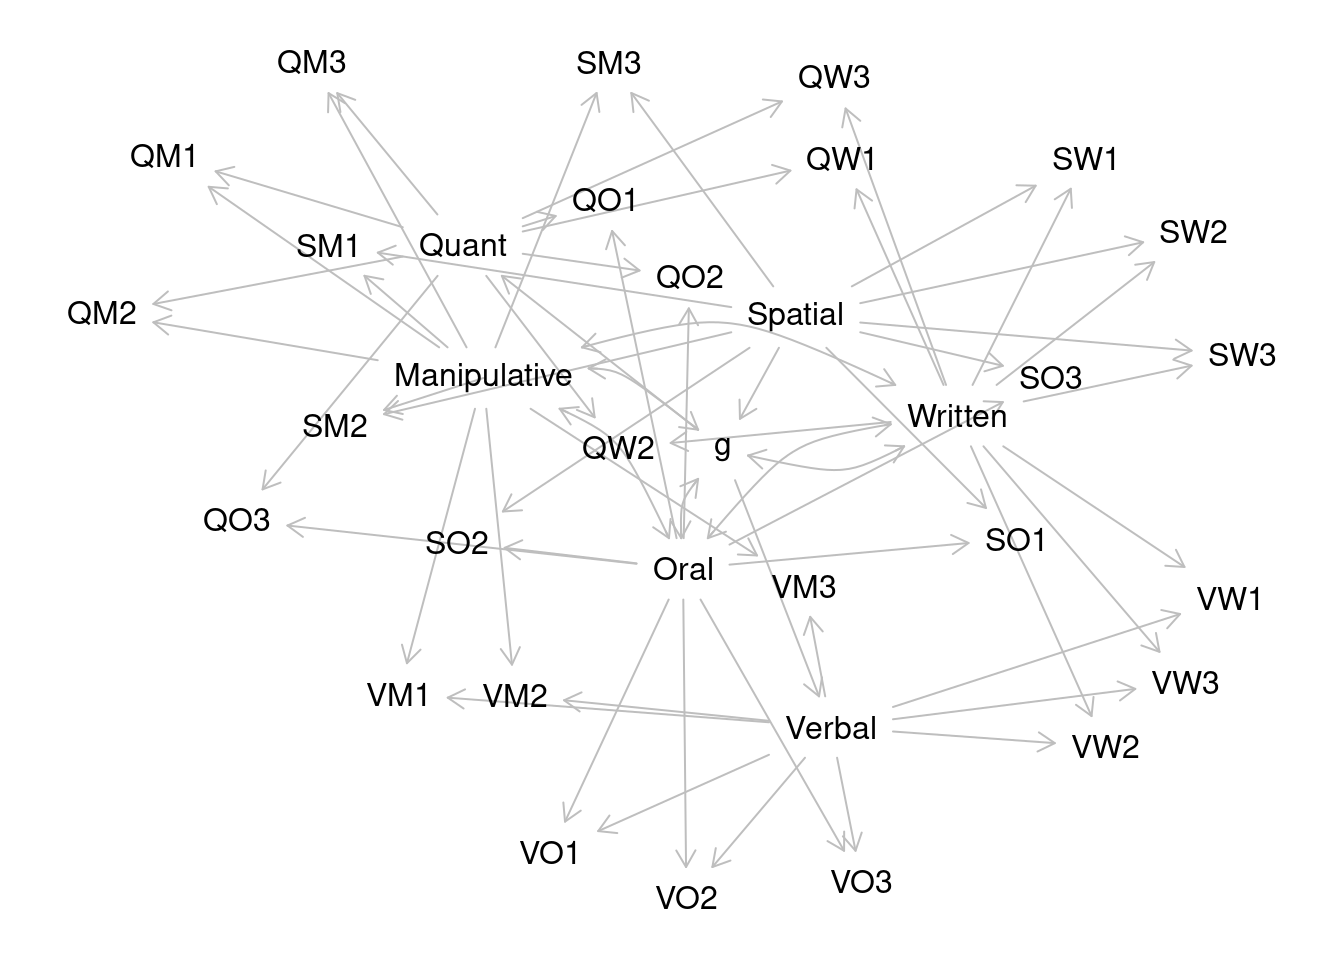 QM3
SM3
QW3
QM1
QW1
SW1
QO1
SW2
SM1
Quant
QO2
QM2
Spatial
SW3
Manipulative
SO3
Written
SM2
QW2
g
QO3
SO2
SO1
Oral
VM3
VW1
VM1
VM2
VW3
Verbal
VW2
VO1
VO3
VO2